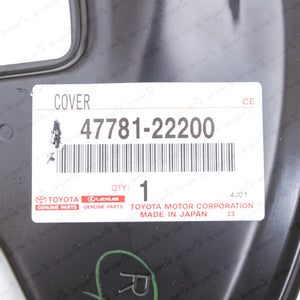 COVER CE
47781-22200
QTY: 1 4J01
TOYOTA LEXUS TOYOTA MOTOR CORPORATION
GENUINE PARTS GENUINE PARTS MADE IN JAPAN 23
R